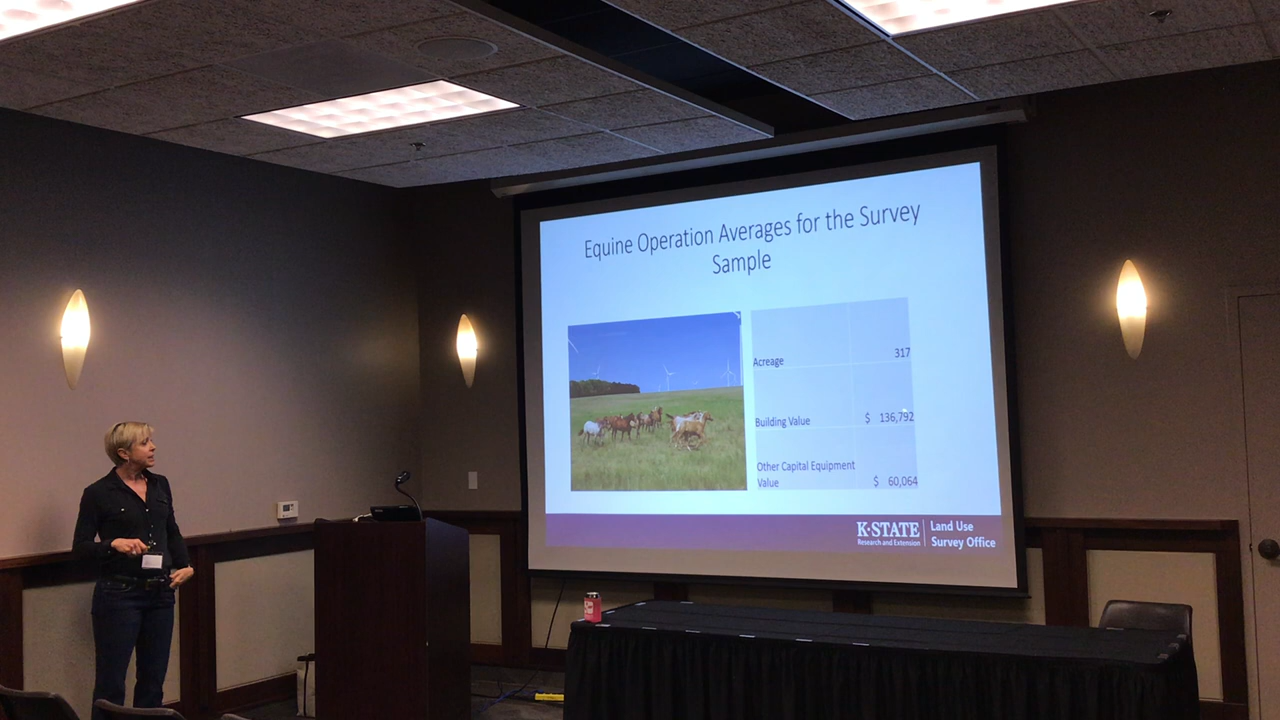 Equine Operation Averages for the Survey
Sample
Acreage 317
Building Value $ 136,792
Other Capital Equipment
Value $ 60,064
K-STATE
Research and Extension
Land Use
Survey Office